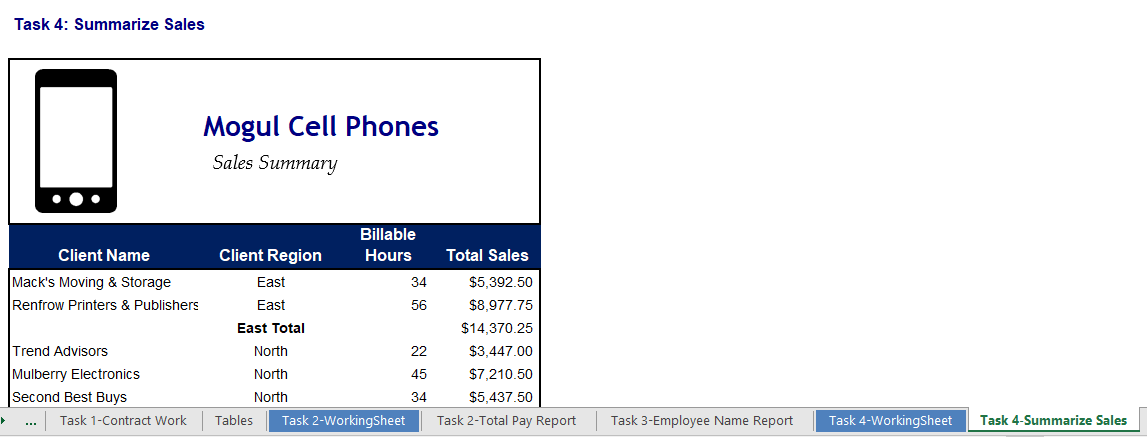 Task 4: Summarize Sales
Mogul Cell Phones
Sales Summary
Client Name Client Region Billable Hours Total Sales
Mack's Moving & Storage East 34 $5,392.50
Renfrow Printers & Publishers East 56 $8,977.75
East Total $14,370.25
Trend Advisors North 22 $3,447.00
Mulberry Electronics North 45 $7,210.50
Second Best Buys North 34 $5,437.50
... Task 1-Contract Work Tables Task 2-WorkingSheet Task 2-Total Pay Report Task 3-Employee Name Report Task 4-WorkingSheet Task 4-Summarize Sales